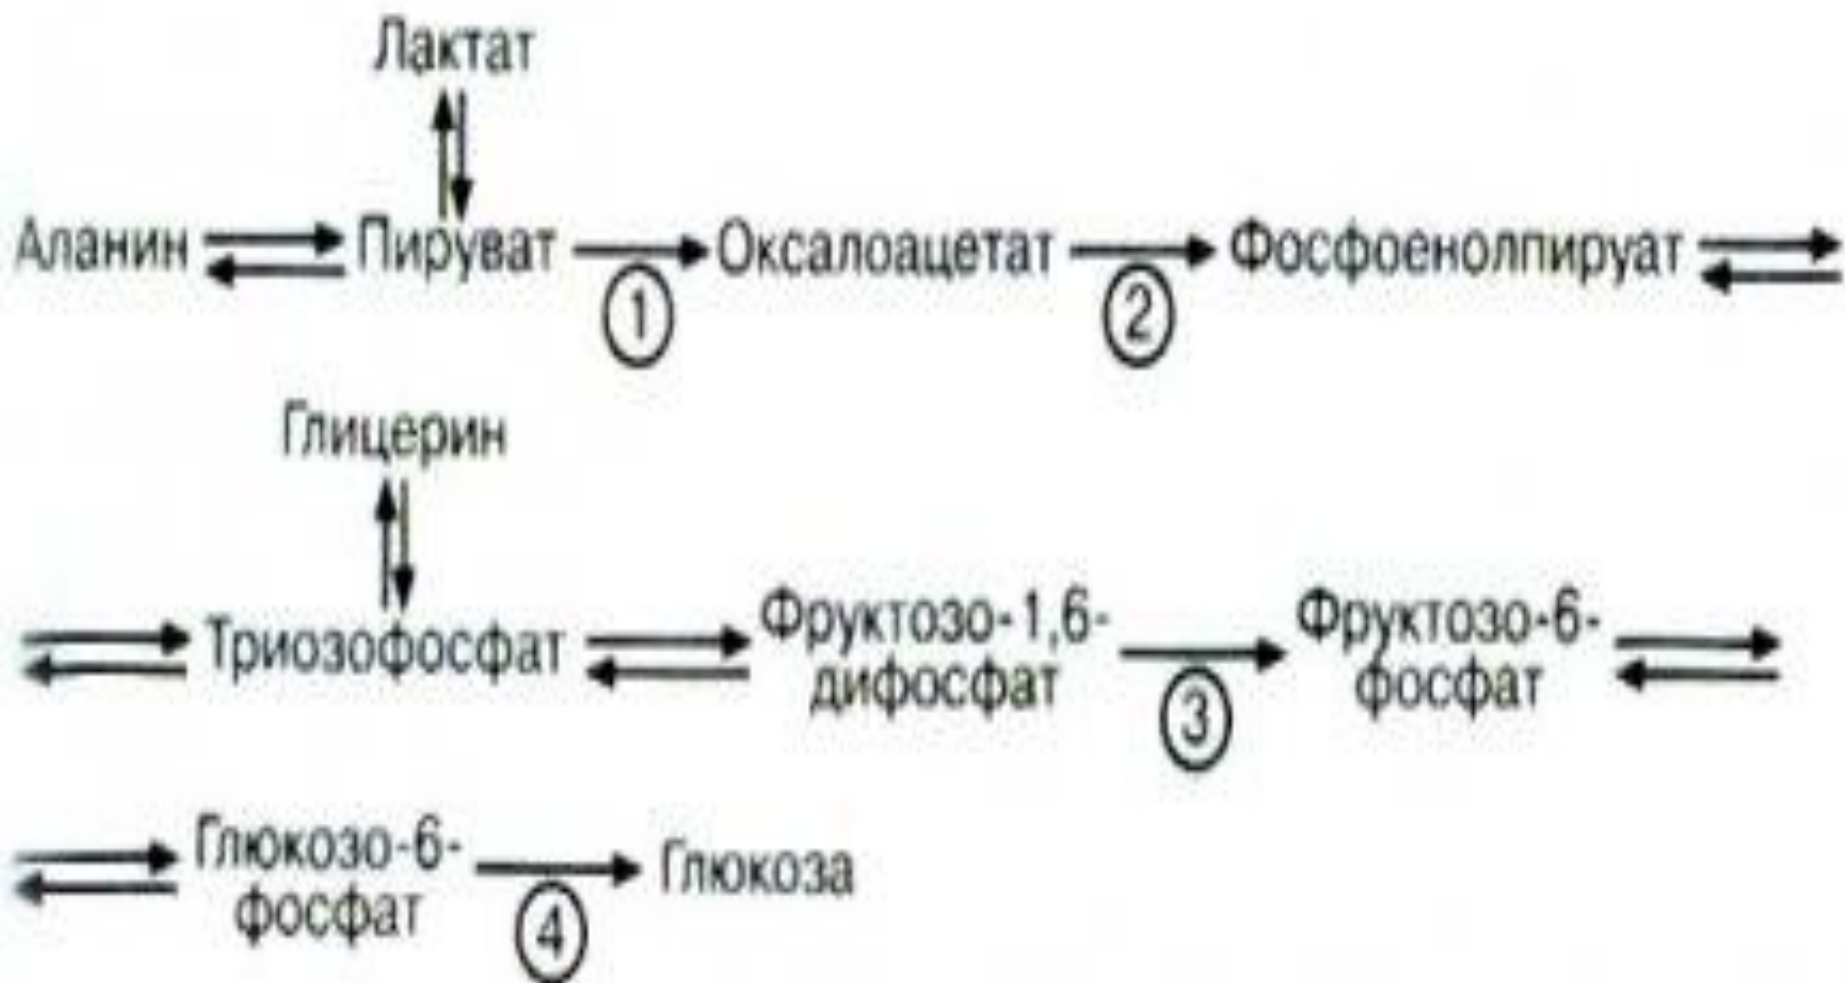 Лактат
Аланин Пируват Оксалоацетат Фосфоенолпируат
1 2
Глицерин
Триозофосфат Фруктозо-1,6- Фруктозо-6-
дифосфат фосфат
3
Глюкозо-6- Глюкоза
фосфат
4